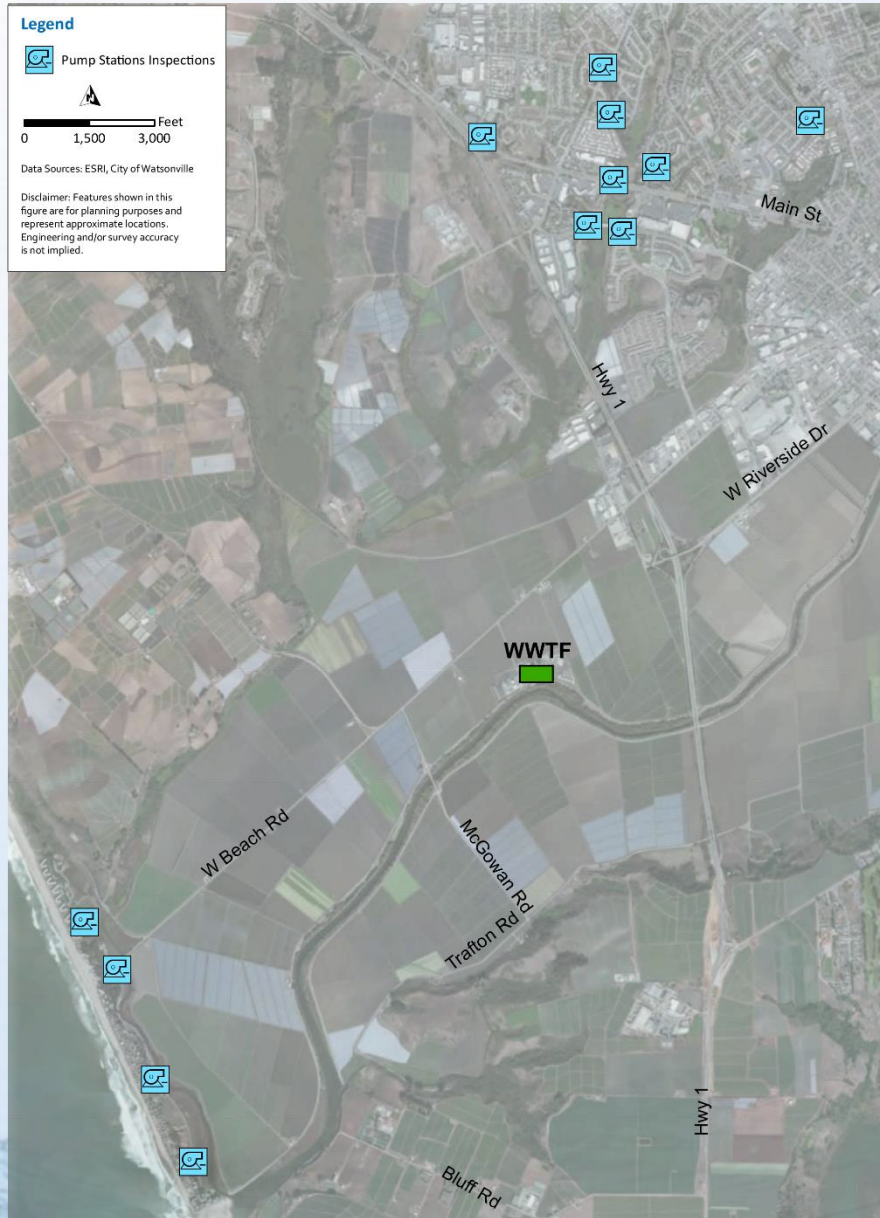 Legend
Pump Stations Inspections
N
Feet
0 1,500 3,000
Data Sources: ESRI, City of Watsonville
Disclaimer: Features shown in this
figure are for planning purposes and
represent approximate locations.
Engineering and/or survey accuracy
is not implied.
Main St
Hwy 1
W Riverside Dr
WWTF
W Beach Rd
McGowan Rd
Trafton Rd
Hwy 1
Bluff Rd